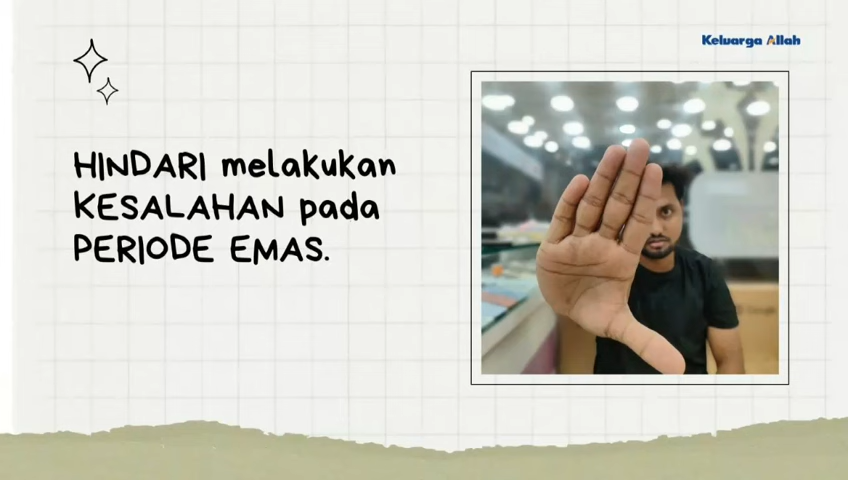 Keluarga Allah
HINDARI melakukan
KESALAHAN pada
PERIODE EMAS.